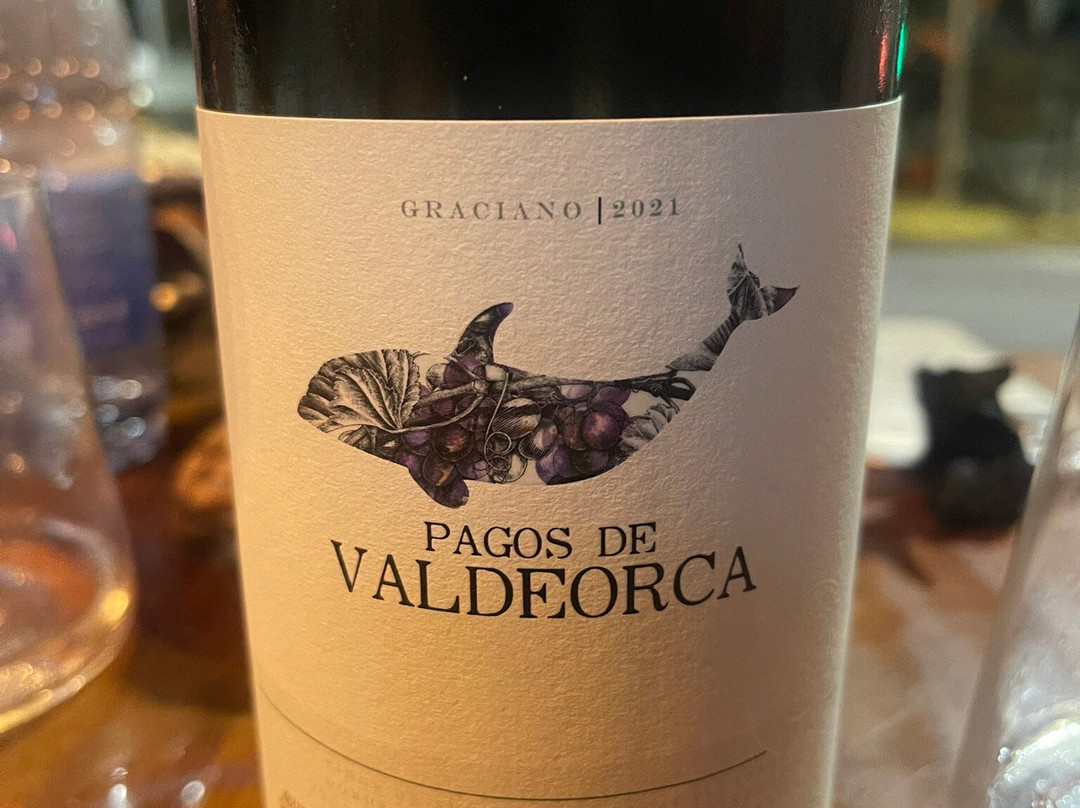 GRACIANO | 2021
PAGOS DE
VALDEORCA